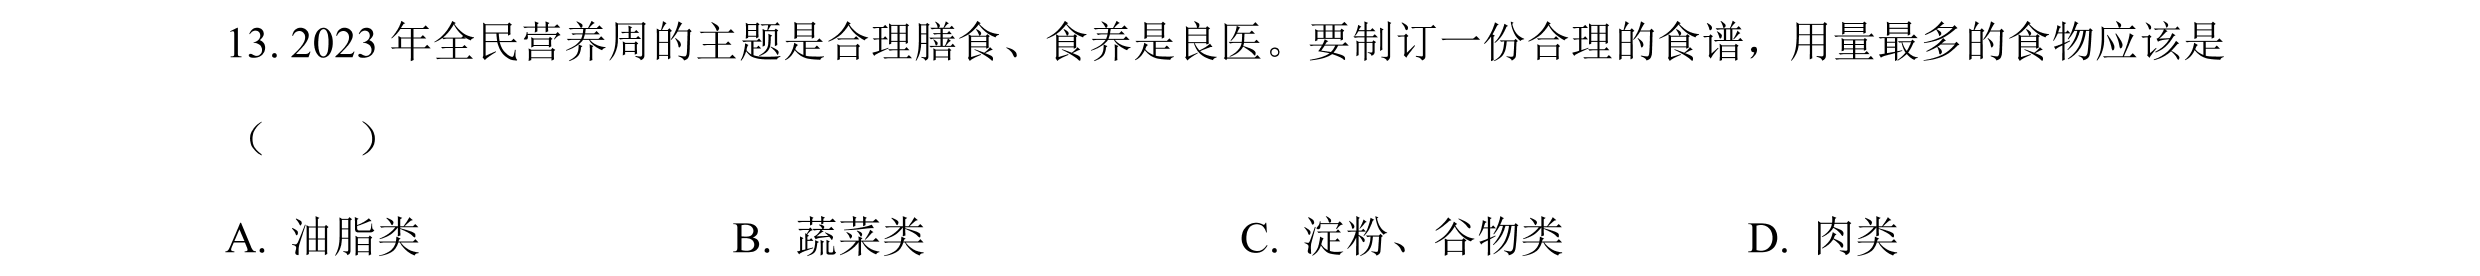 13. 2023 年全民营养周的主题是合理膳食、食养是良医。要制订一份合理的食谱，用量最多的食物应该是
（　　）
A. 油脂类 B. 蔬菜类 C. 淀粉、谷物类 D. 肉类